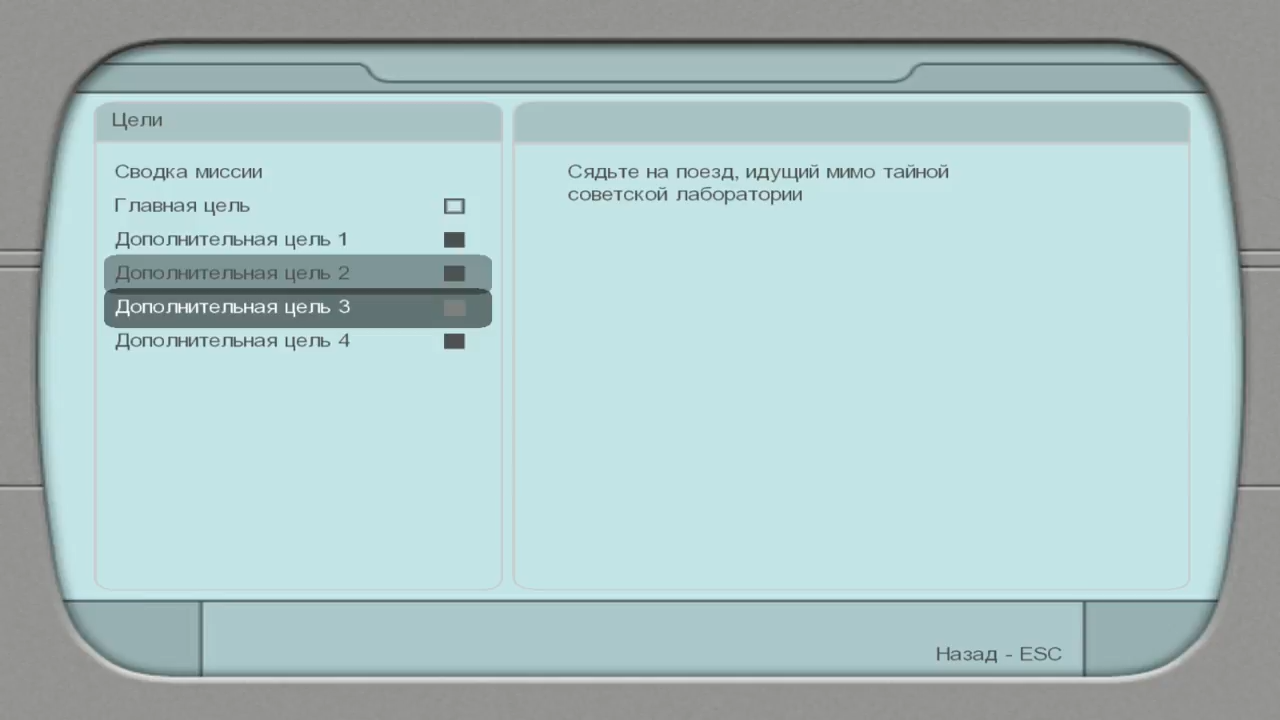 Цели
Сводка миссии
Главная цель
Дополнительная цель 1
Дополнительная цель 2
Дополнительная цель 3
Дополнительная цель 4
Сядьте на поезд, идущий мимо тайной
советской лаборатории
Назад - ESC